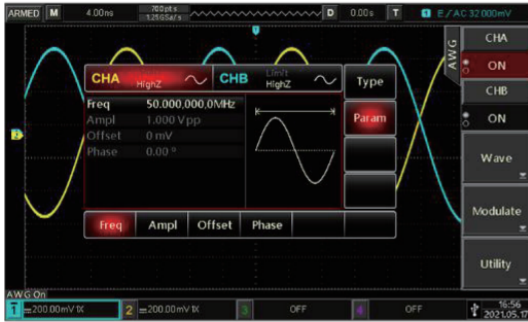 ARMED M 4.00ns 700pts D 0.00s T 1 E/AC 32.000mV
1.25GSa/s
CHA
AWG
ON
CHB
ON
Wave
Modulate
Utility
CHA HighZ CHB Limit HighZ Type
Freq 50.000,000,0MHz
Ampl 1.000 Vpp
Offset 0 mV
Phase 0.00 °
Param
2
Freq Ampl Offset Phase
AWG On
1 200.00mV 1X 2 200.00mV 1X 3 OFF 4 OFF 16:56